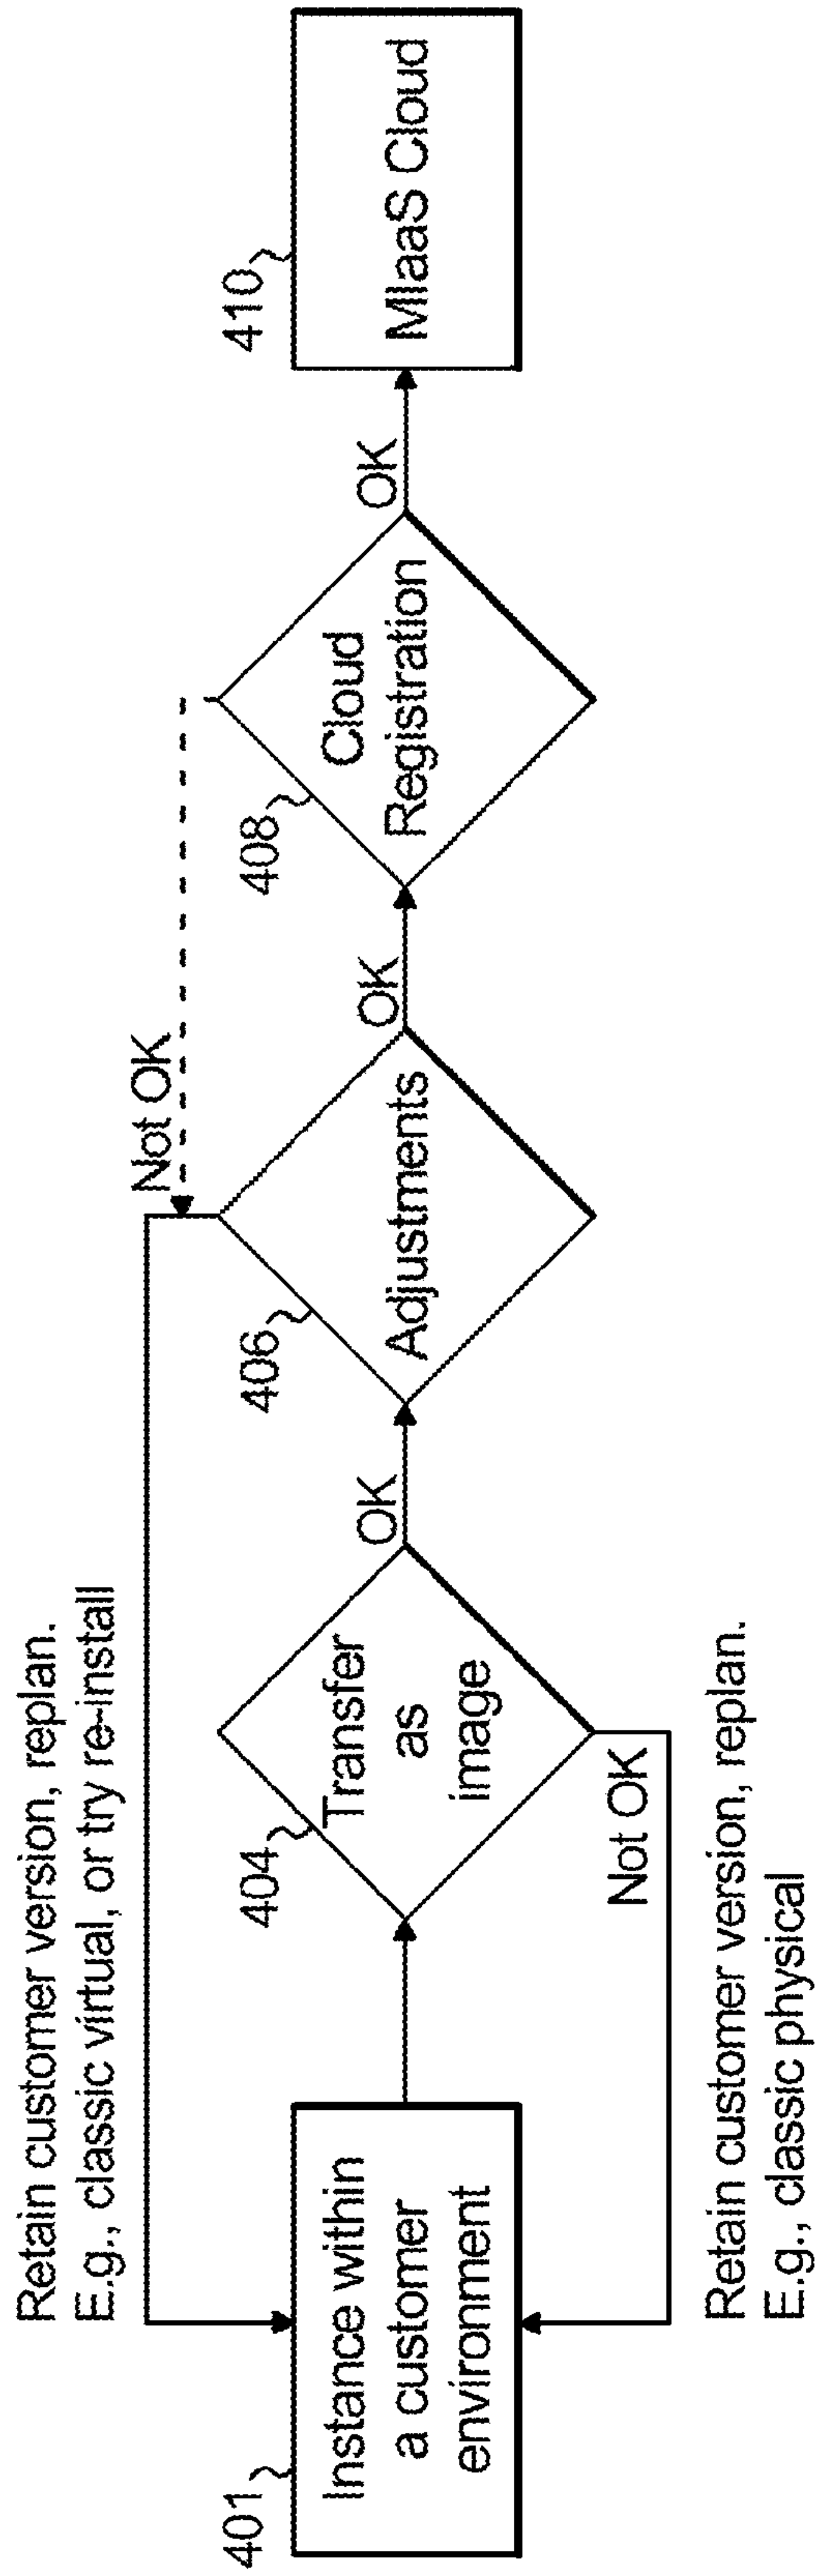 Retain customer version, replan.
E.g., classic virtual, or try re-install
Not OK
401
Instance within
a customer
environment
404
Transfer
as
image
OK
406
Adjustments
OK
408
Cloud
Registration
OK
410
MIaaS Cloud
Not OK
Retain customer version, replan.
E.g., classic physical